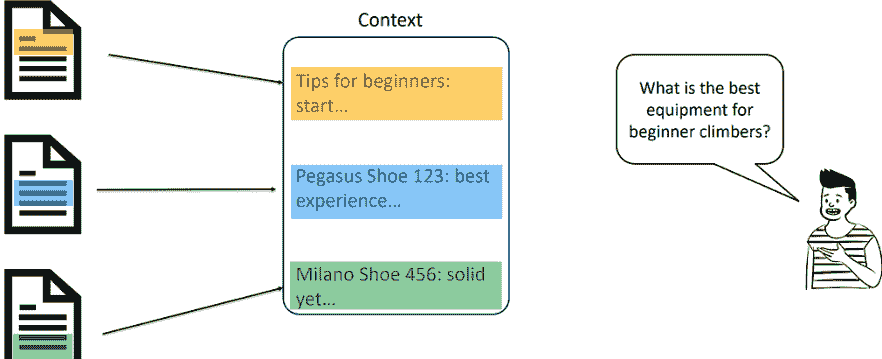 Context
Tips for beginners:
start...
Pegasus Shoe 123: best
experience...
Milano Shoe 456: solid
yet...
What is the best
equipment for
beginner climbers?